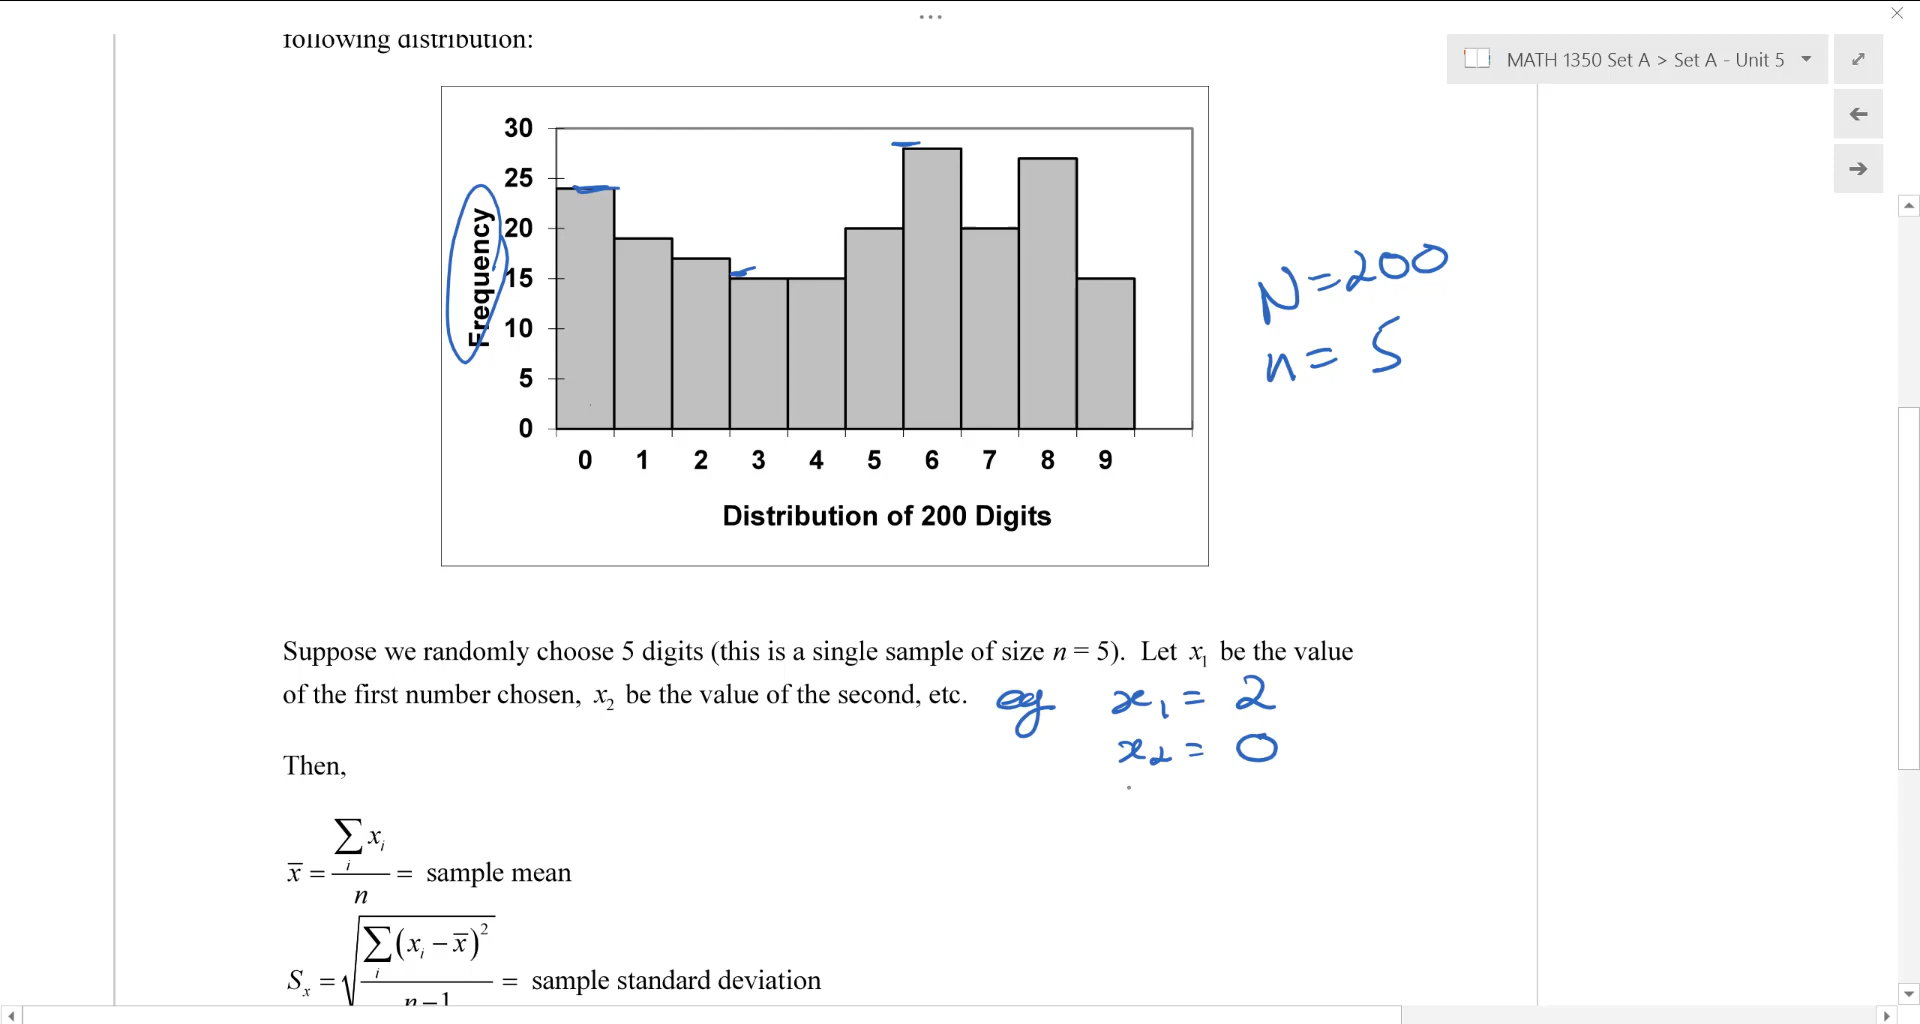 following distribution:
MATH 1350 Set A > Set A - Unit 5
Frequency
30
25
20
15
10
5
0
0 1 2 3 4 5 6 7 8 9
Distribution of 200 Digits
N=200
n= 5
Suppose we randomly choose 5 digits (this is a single sample of size n = 5). Let x₁ be the value
of the first number chosen, x₂ be the value of the second, etc. eg x₁ = 2
x₂ = 0
Then,
x̄ = ∑ᵢ xᵢ / n = sample mean
Sₓ = √(∑ᵢ (xᵢ − x̄)² / n−1) = sample standard deviation